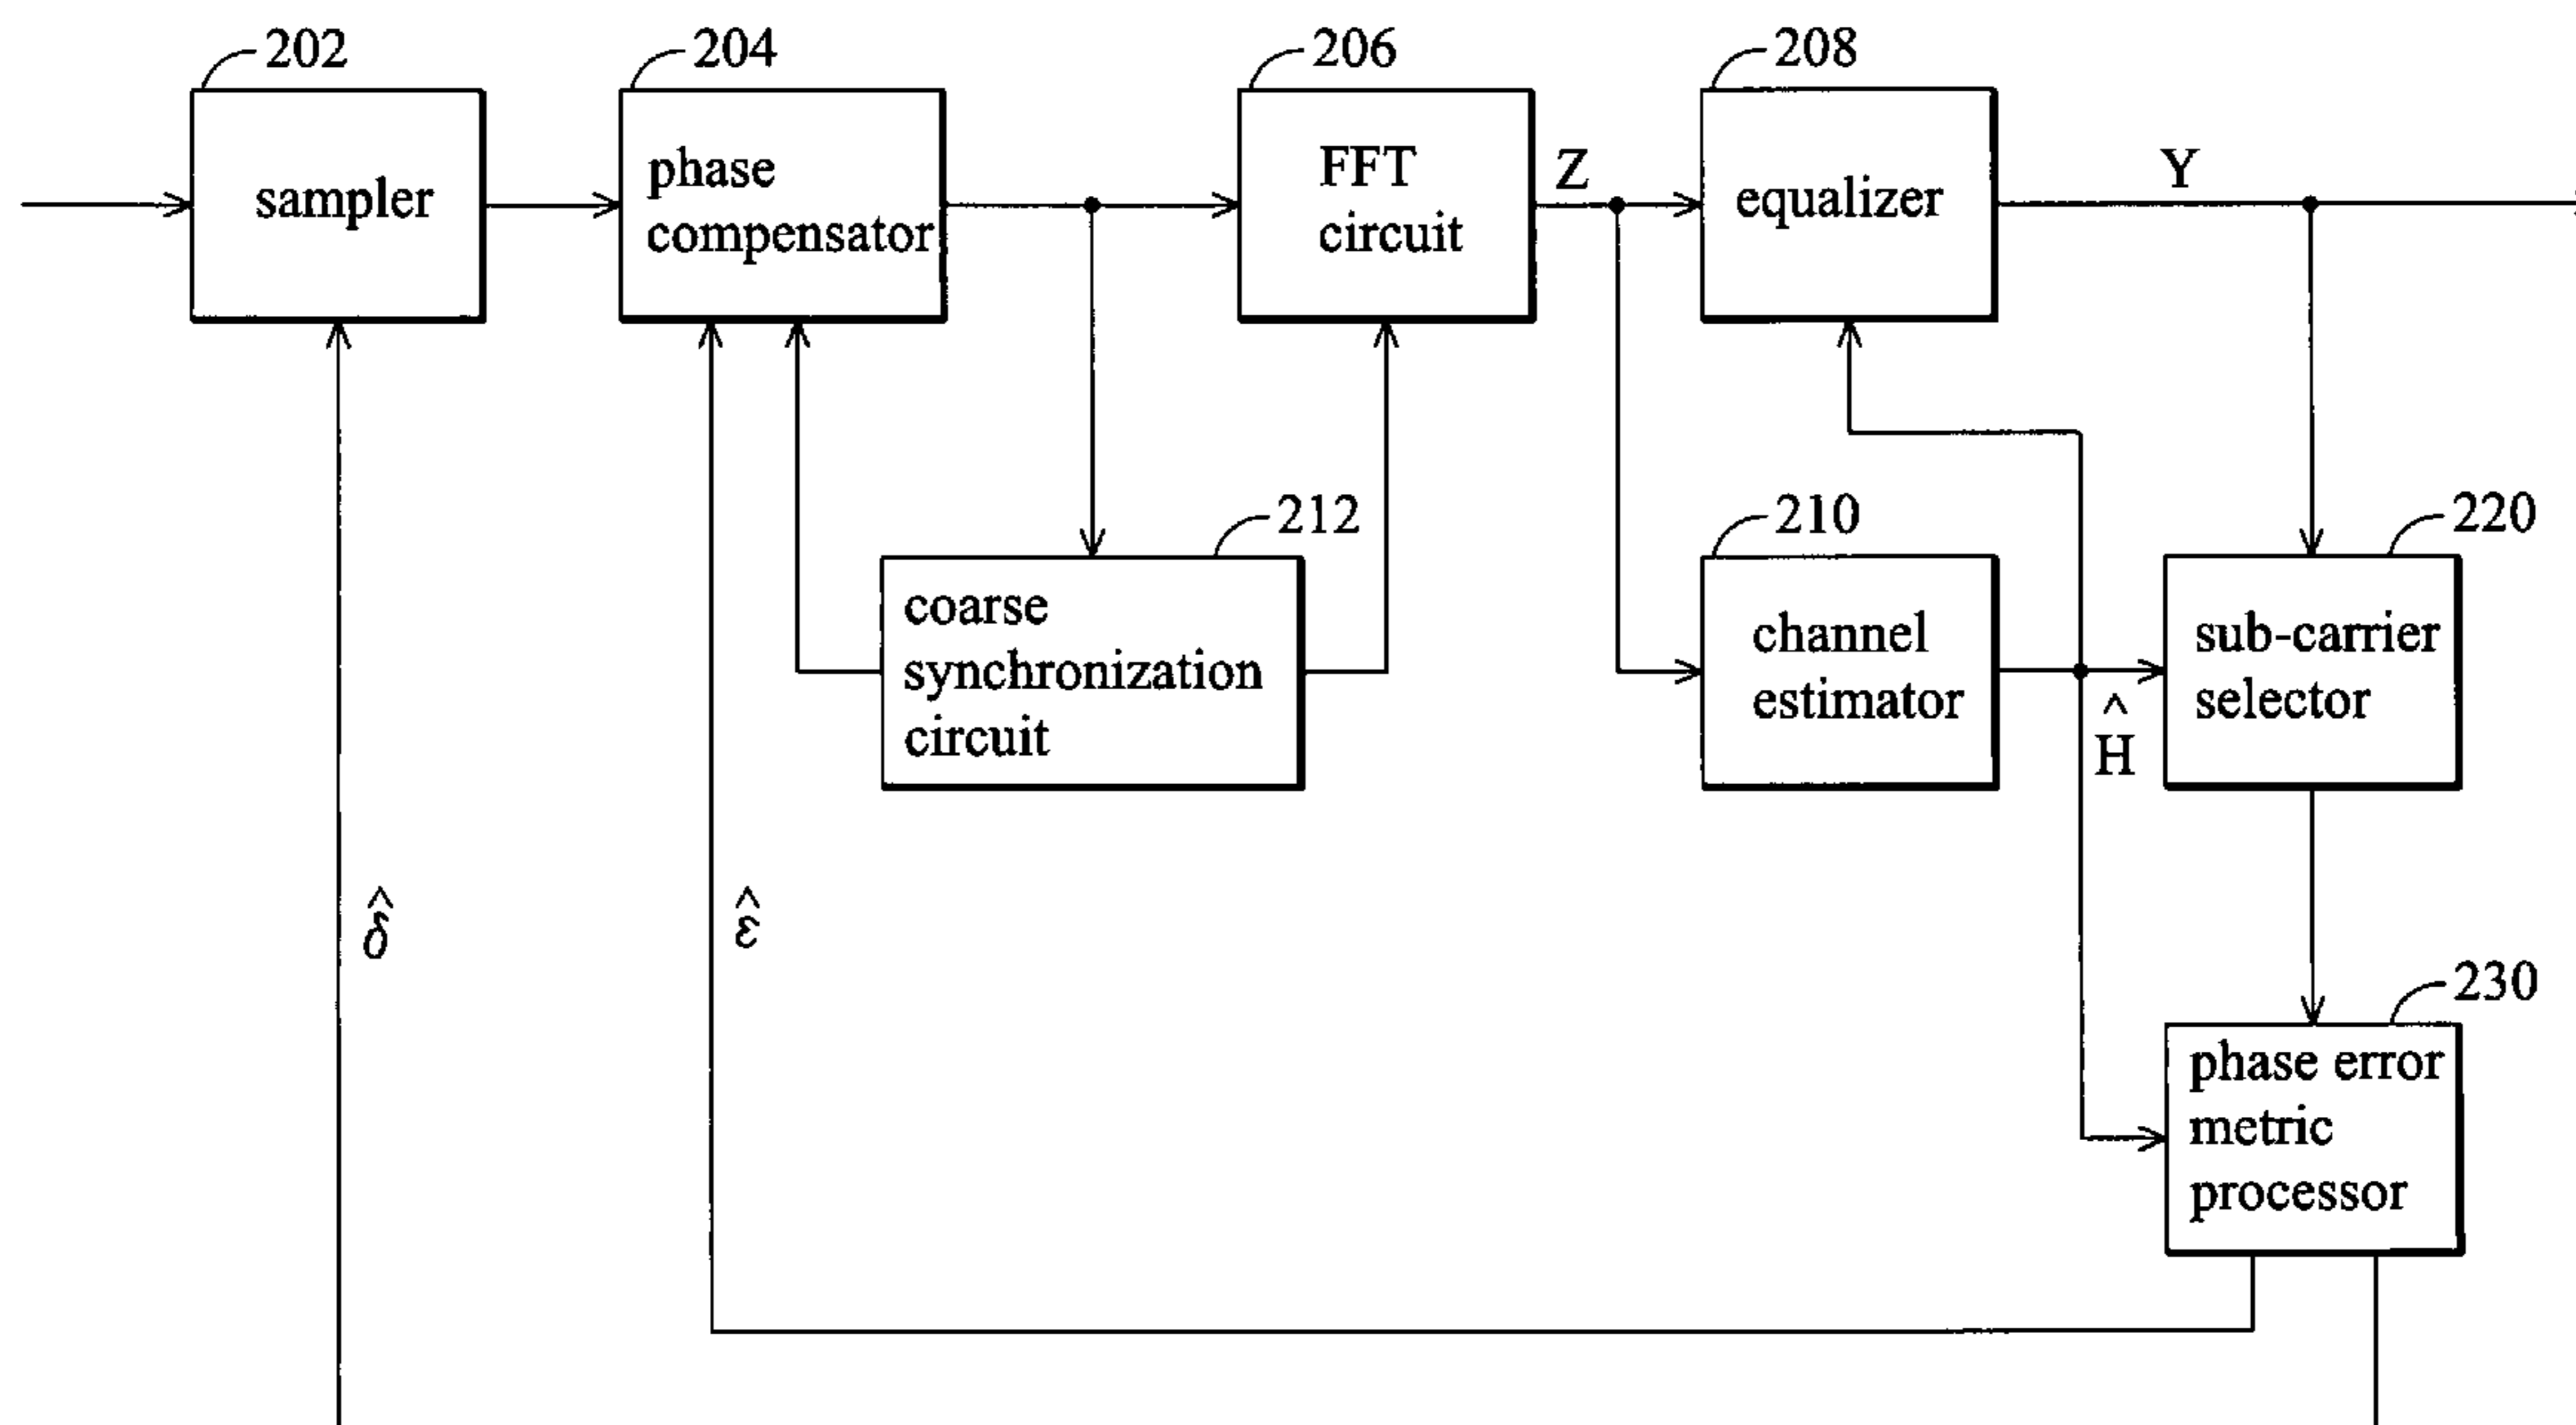 202
204
206
208
sampler
phase
compensator
FFT
circuit
Z
equalizer
Y
212
210
220
coarse
synchronization
circuit
channel
estimator
Ĥ
sub-carrier
selector
δ̂
ε̂
230
phase error
metric
processor